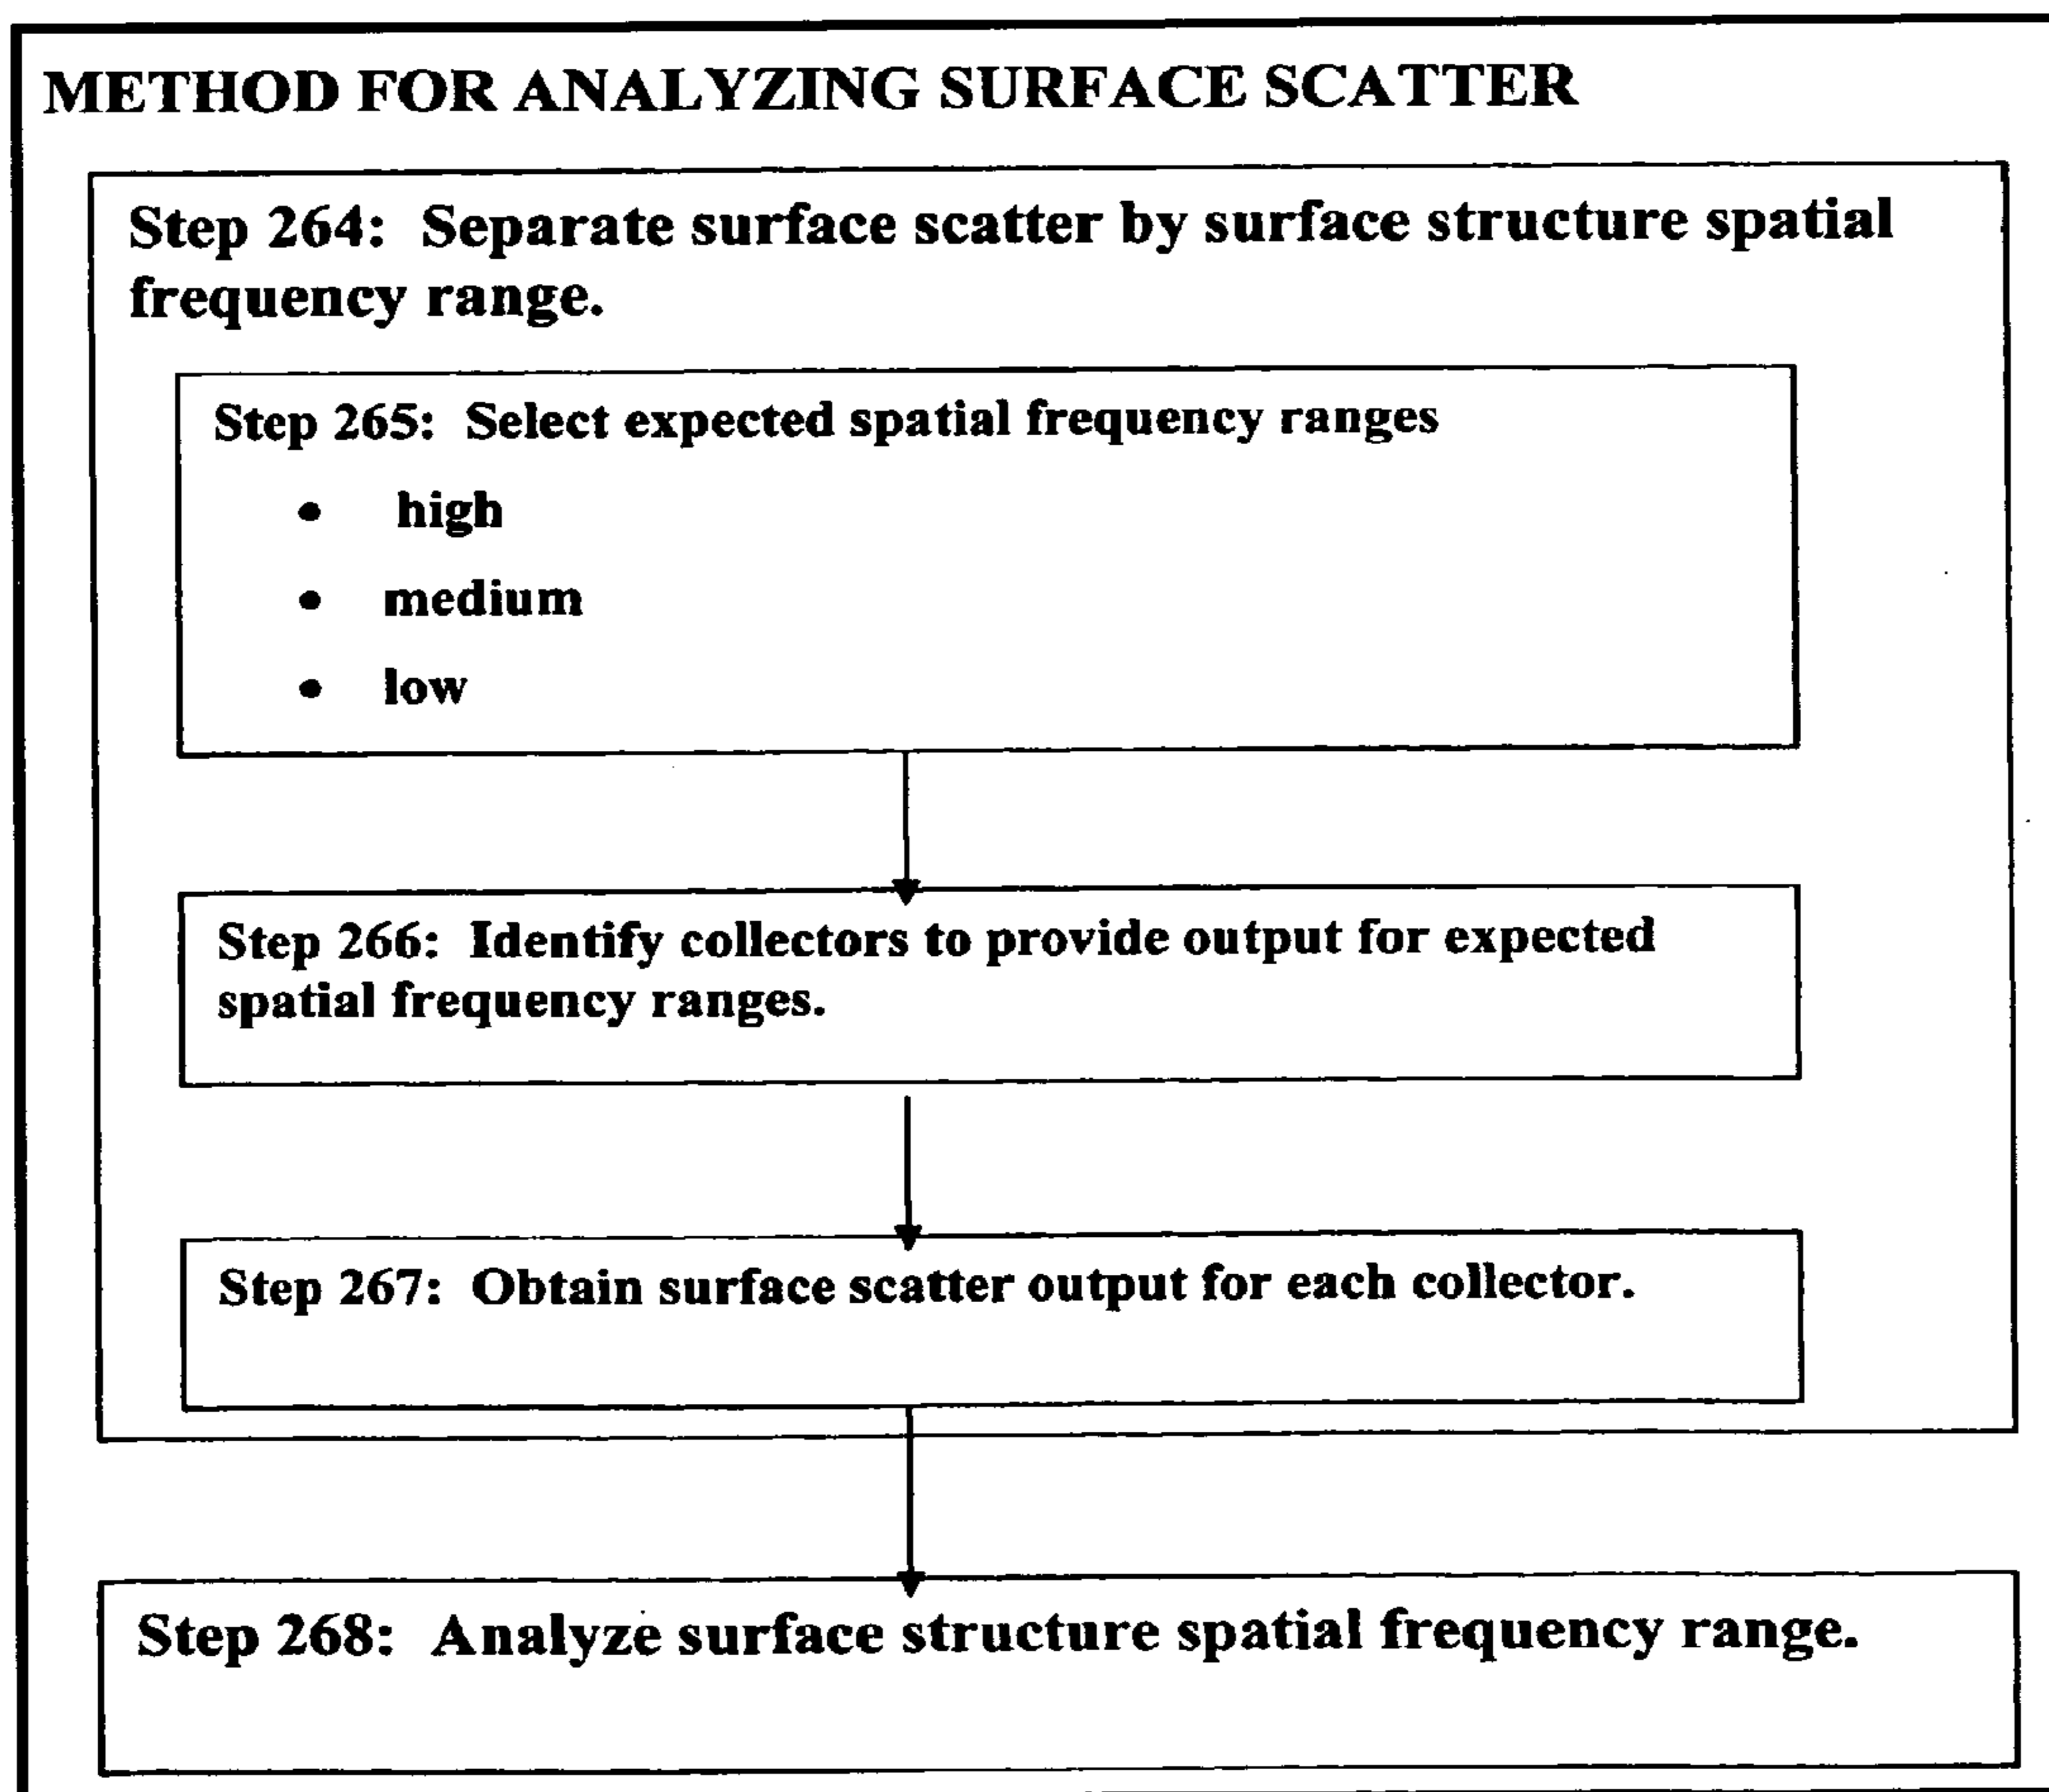 METHOD FOR ANALYZING SURFACE SCATTER
Step 264: Separate surface scatter by surface structure spatial
frequency range.
Step 265: Select expected spatial frequency ranges
• high
• medium
• low
Step 266: Identify collectors to provide output for expected
spatial frequency ranges.
Step 267: Obtain surface scatter output for each collector.
Step 268: Analyze surface structure spatial frequency range.